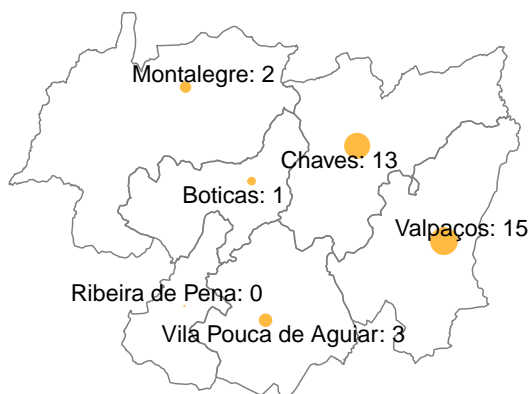 Montalegre: 2
Chaves: 13
Boticas: 1
Valpaços: 15
Ribeira de Pena: 0
Vila Pouca de Aguiar: 3